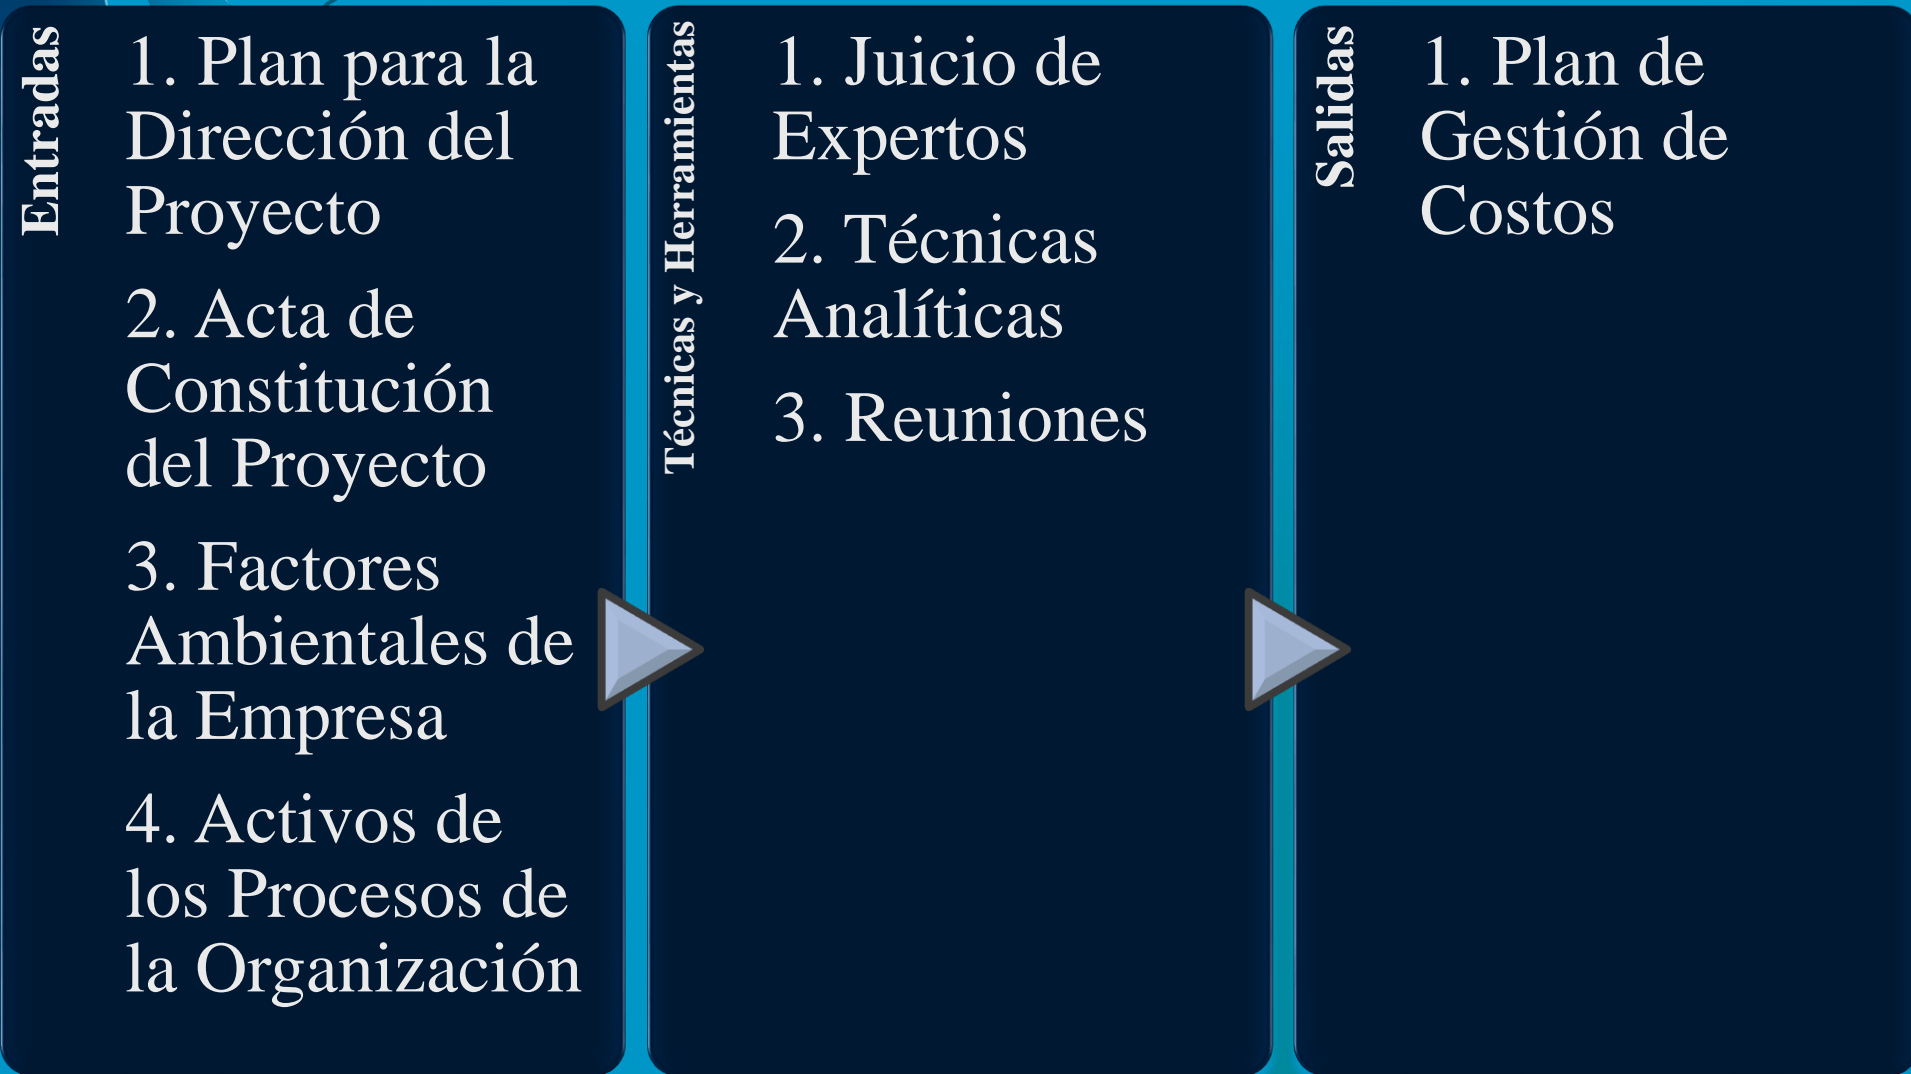 Entradas
1. Plan para la
Dirección del
Proyecto
2. Acta de
Constitución
del Proyecto
3. Factores
Ambientales de
la Empresa
4. Activos de
los Procesos de
la Organización
Técnicas y Herramientas
1. Juicio de
Expertos
2. Técnicas
Analíticas
3. Reuniones
Salidas
1. Plan de
Gestión de
Costos